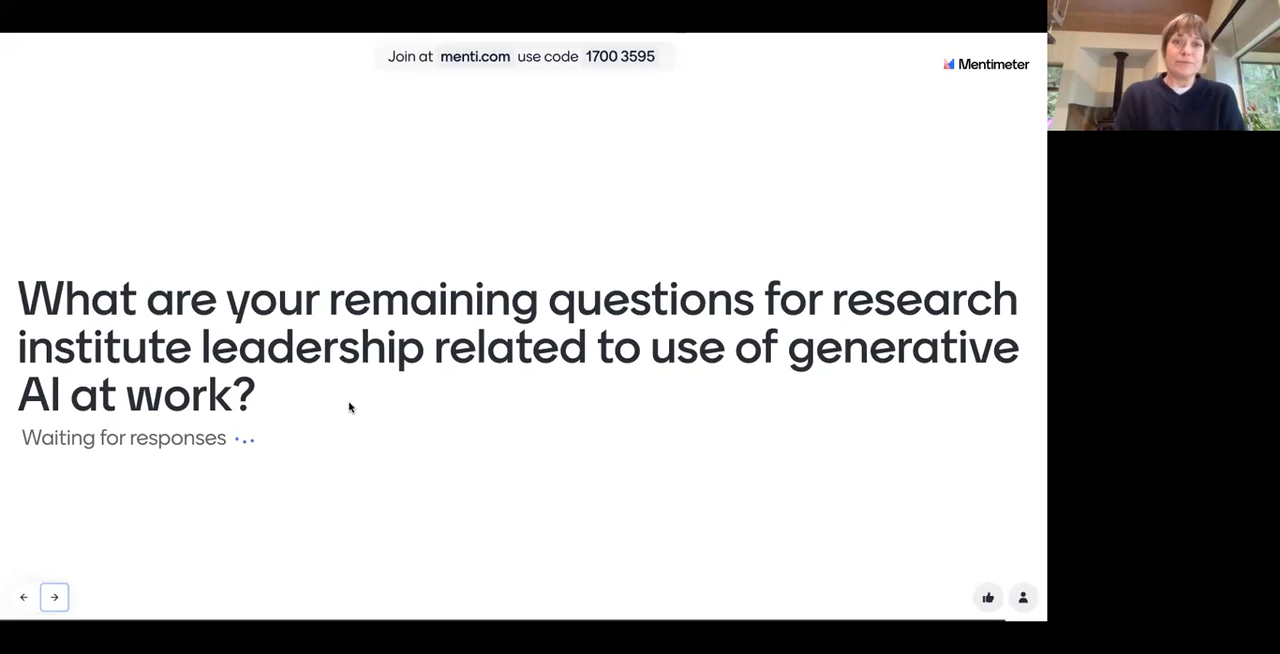 Join at menti.com use code 1700 3595
Mentimeter
What are your remaining questions for research
institute leadership related to use of generative
AI at work?
Waiting for responses